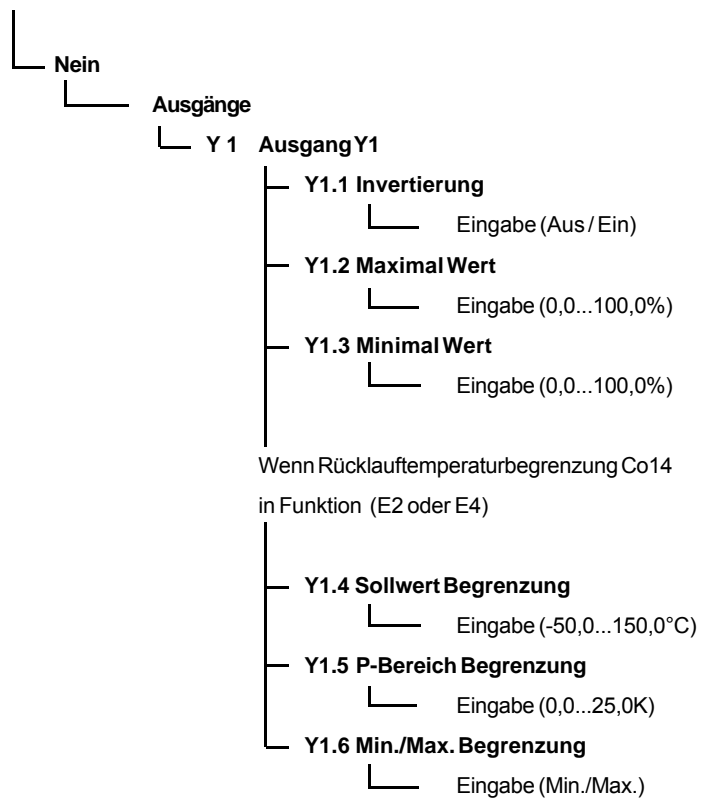 Nein
Ausgänge
Y 1 Ausgang Y1
Y1.1 Invertierung
Eingabe (Aus / Ein)
Y1.2 Maximal Wert
Eingabe (0,0...100,0%)
Y1.3 Minimal Wert
Eingabe (0,0...100,0%)
Wenn Rücklauftemperaturbegrenzung Co14
in Funktion (E2 oder E4)
Y1.4 Sollwert Begrenzung
Eingabe (-50,0...150,0°C)
Y1.5 P-Bereich Begrenzung
Eingabe (0,0...25,0K)
Y1.6 Min./Max. Begrenzung
Eingabe (Min./Max.)